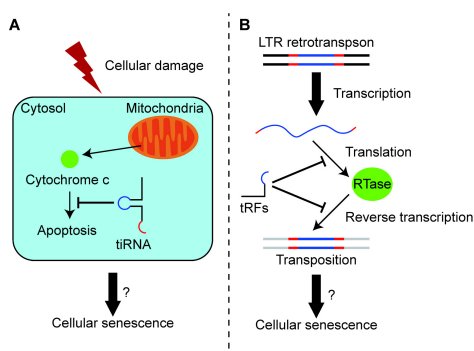 A
Cellular damage
Cytosol
Mitochondria
Cytochrome c
Apoptosis
tiRNA
?
Cellular senescence
B
LTR retrotranspson
Transcription
Translation
RTase
tRFs
Reverse transcription
Transposition
?
Cellular senescence